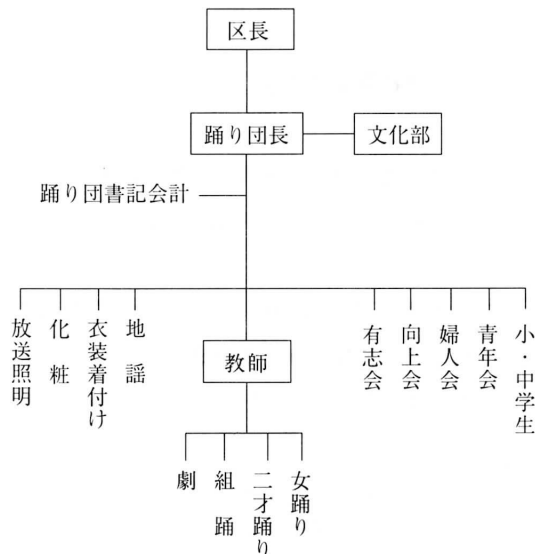 区長
踊り団長
文化部
踊り団書記会計
放送照明
化粧
衣装着付け
地謡
教師
有志会
向上会
婦人会
青年会
小・中学生
劇
組踊
二才踊り
女踊り